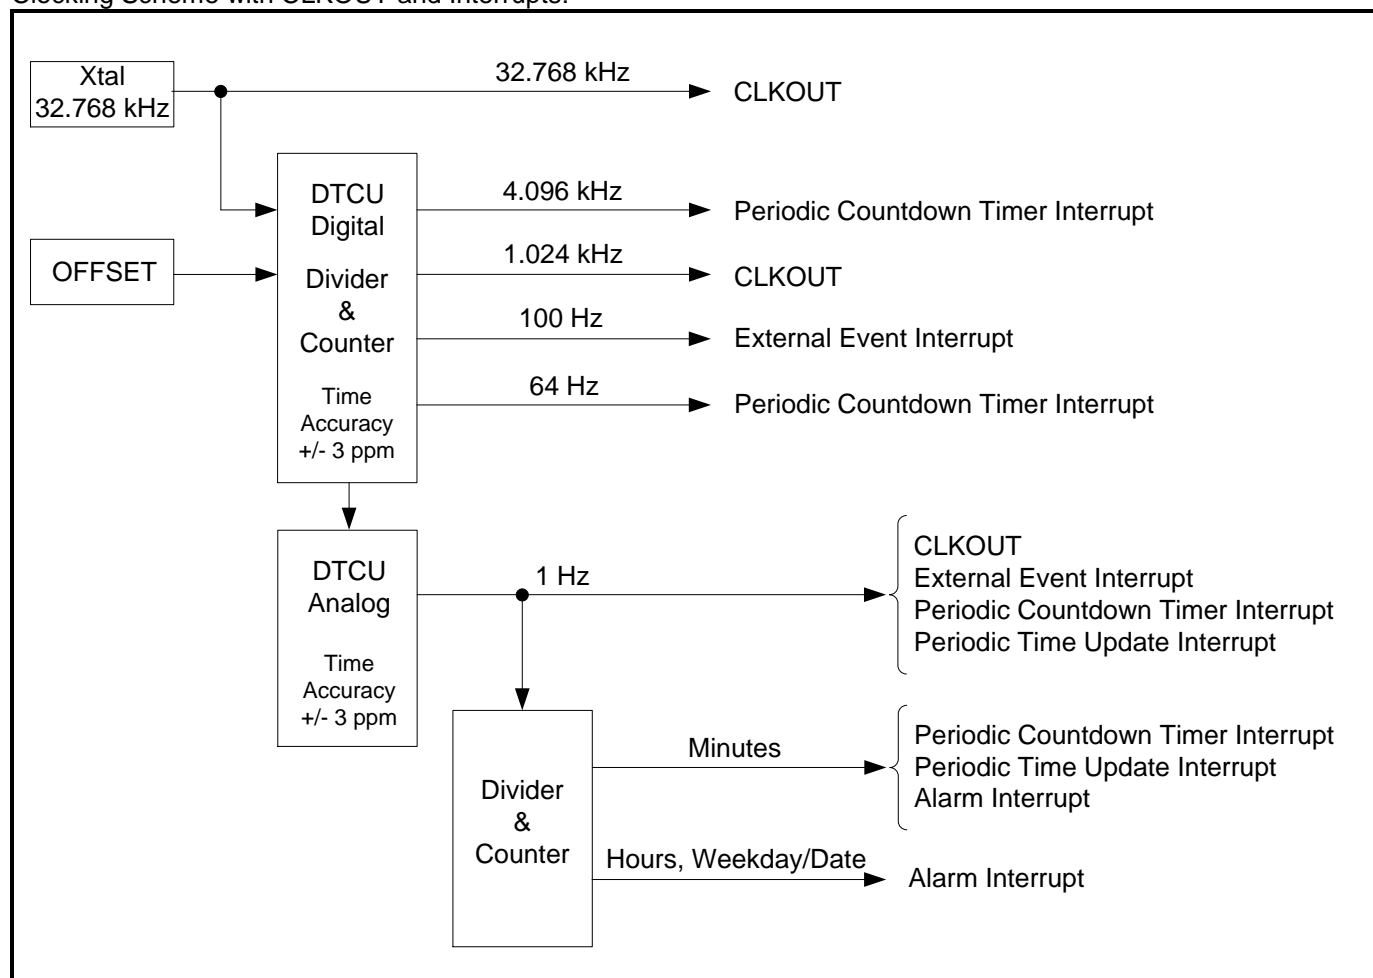 Clocking Scheme with CLKOUT and Interrupts:
Xtal
32.768 kHz
32.768 kHz
CLKOUT
DTCU
Digital
Divider
&
Counter
Time
Accuracy
+/- 3 ppm
OFFSET
4.096 kHz
Periodic Countdown Timer Interrupt
1.024 kHz
CLKOUT
100 Hz
External Event Interrupt
64 Hz
Periodic Countdown Timer Interrupt
DTCU
Analog
Time
Accuracy
+/- 3 ppm
1 Hz
CLKOUT
External Event Interrupt
Periodic Countdown Timer Interrupt
Periodic Time Update Interrupt
Divider
&
Counter
Minutes
Periodic Countdown Timer Interrupt
Periodic Time Update Interrupt
Alarm Interrupt
Hours, Weekday/Date
Alarm Interrupt